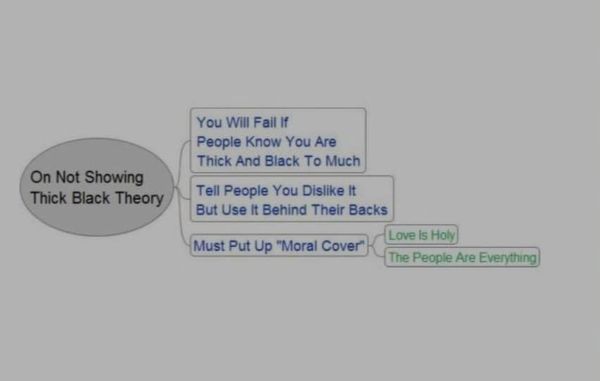 On Not Showing
Thick Black Theory
You Will Fail If
People Know You Are
Thick And Black To Much
Tell People You Dislike It
But Use It Behind Their Backs
Must Put Up "Moral Cover"
Love Is Holy
The People Are Everything